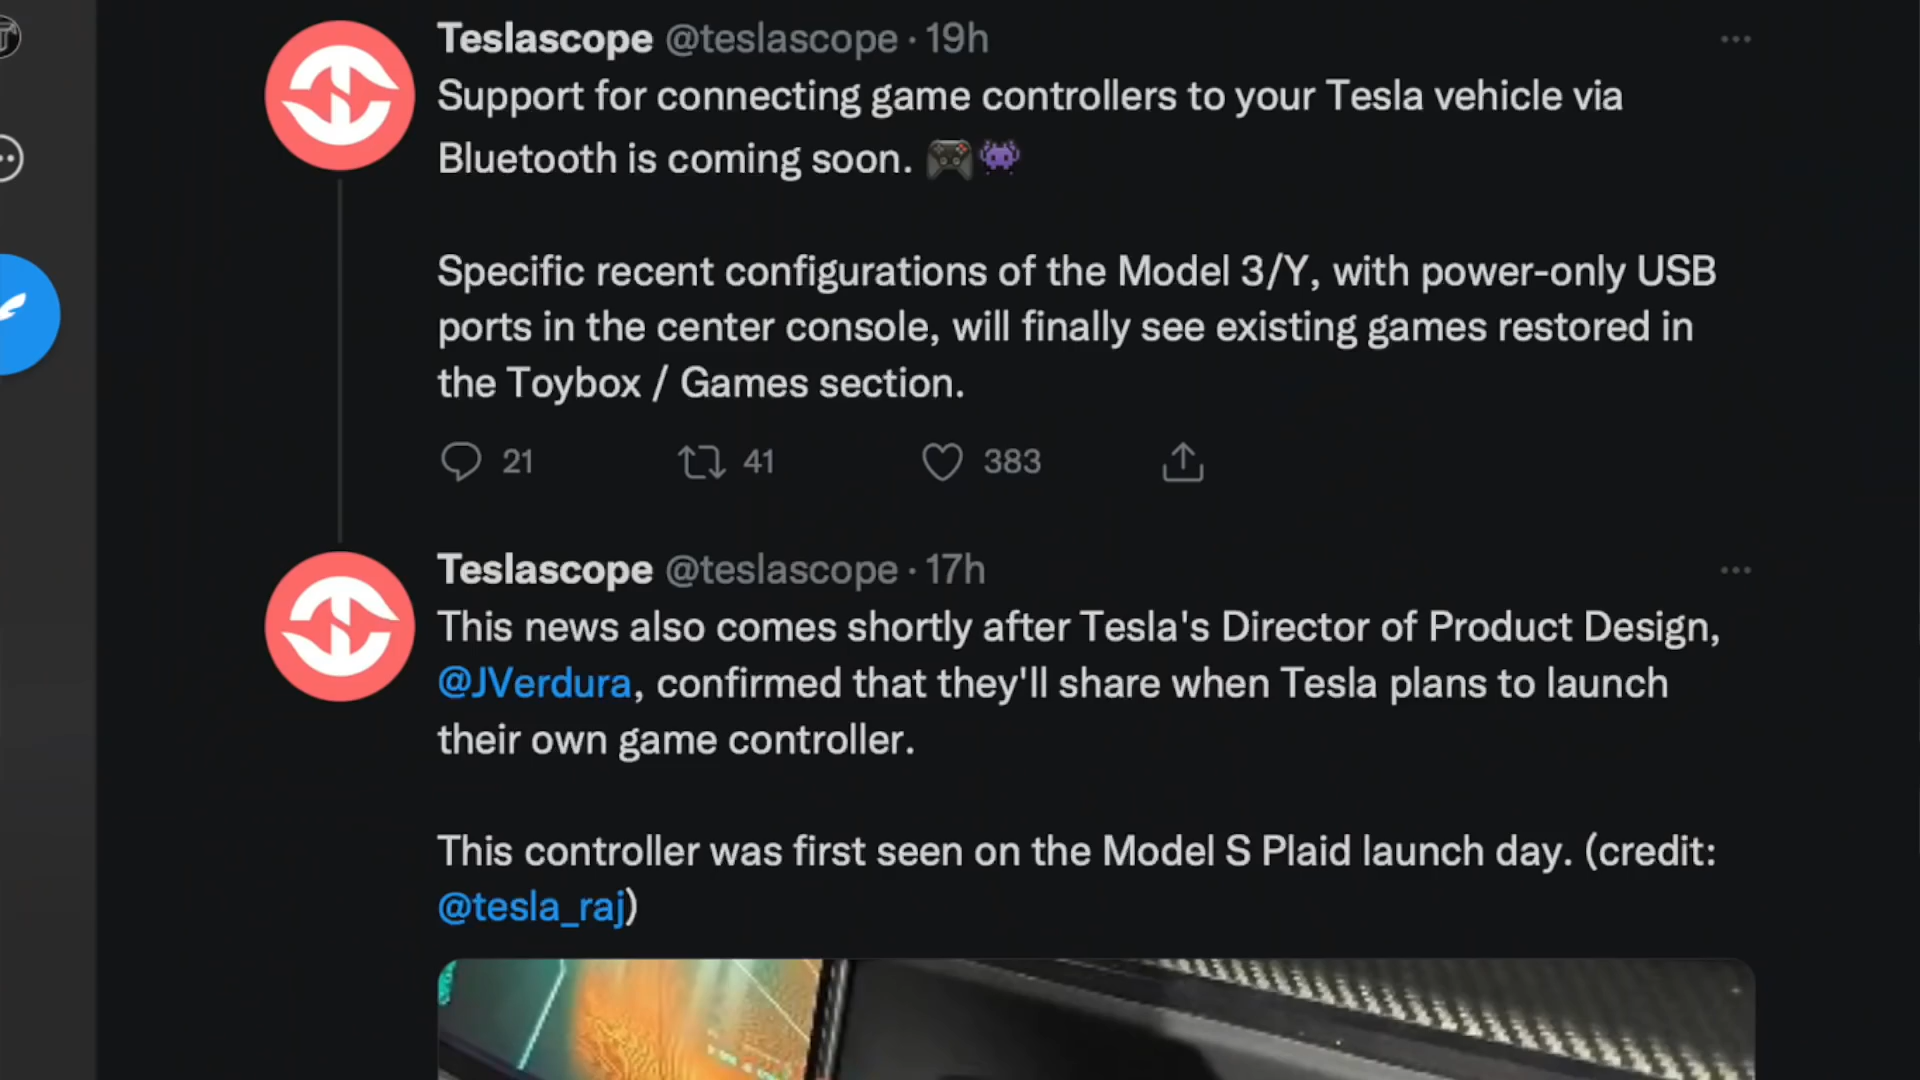 Teslascope @teslascope · 19h
Support for connecting game controllers to your Tesla vehicle via
Bluetooth is coming soon. 🎮👾
Specific recent configurations of the Model 3/Y, with power-only USB
ports in the center console, will finally see existing games restored in
the Toybox / Games section.
21 41 383
Teslascope @teslascope · 17h
This news also comes shortly after Tesla's Director of Product Design,
@JVerdura, confirmed that they'll share when Tesla plans to launch
their own game controller.
This controller was first seen on the Model S Plaid launch day. (credit:
@tesla_raj)